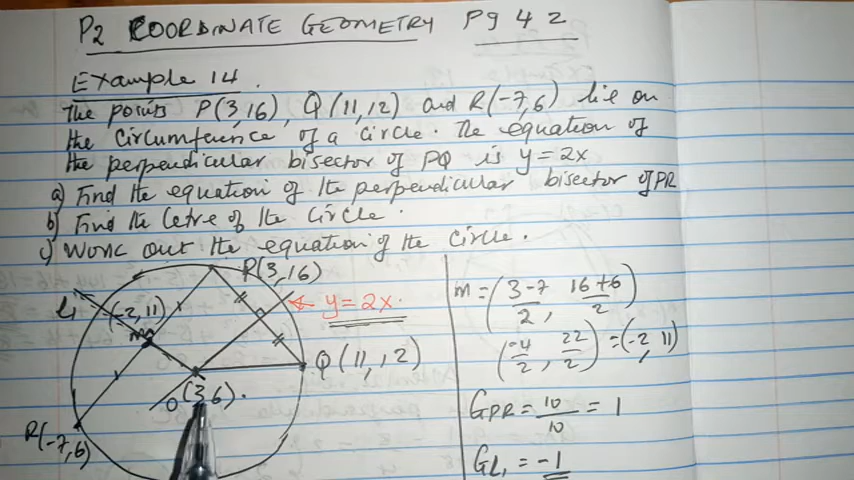 P2 COORDINATE GEOMETRY Pg 42
Example 14.
The points P(3,16), Q(11,12) and R(-7,6) lie on
the circumference of a circle. The equation of
the perpendicular bisector of PQ is y=2x
a) Find the equation of the perpendicular bisector of PR
b) Find the Cetre of the circle.
c) Work out the equation of the circle.
P(3,16)
L1
(-2,11)
y=2x.
m
Q(11,12)
O(3,6).
R(-7,6)
m = (3-7/2, 16+6/2)
(-4/2, 22/2) = (-2, 11)
GPR = 10/10 = 1
GL1 = -1